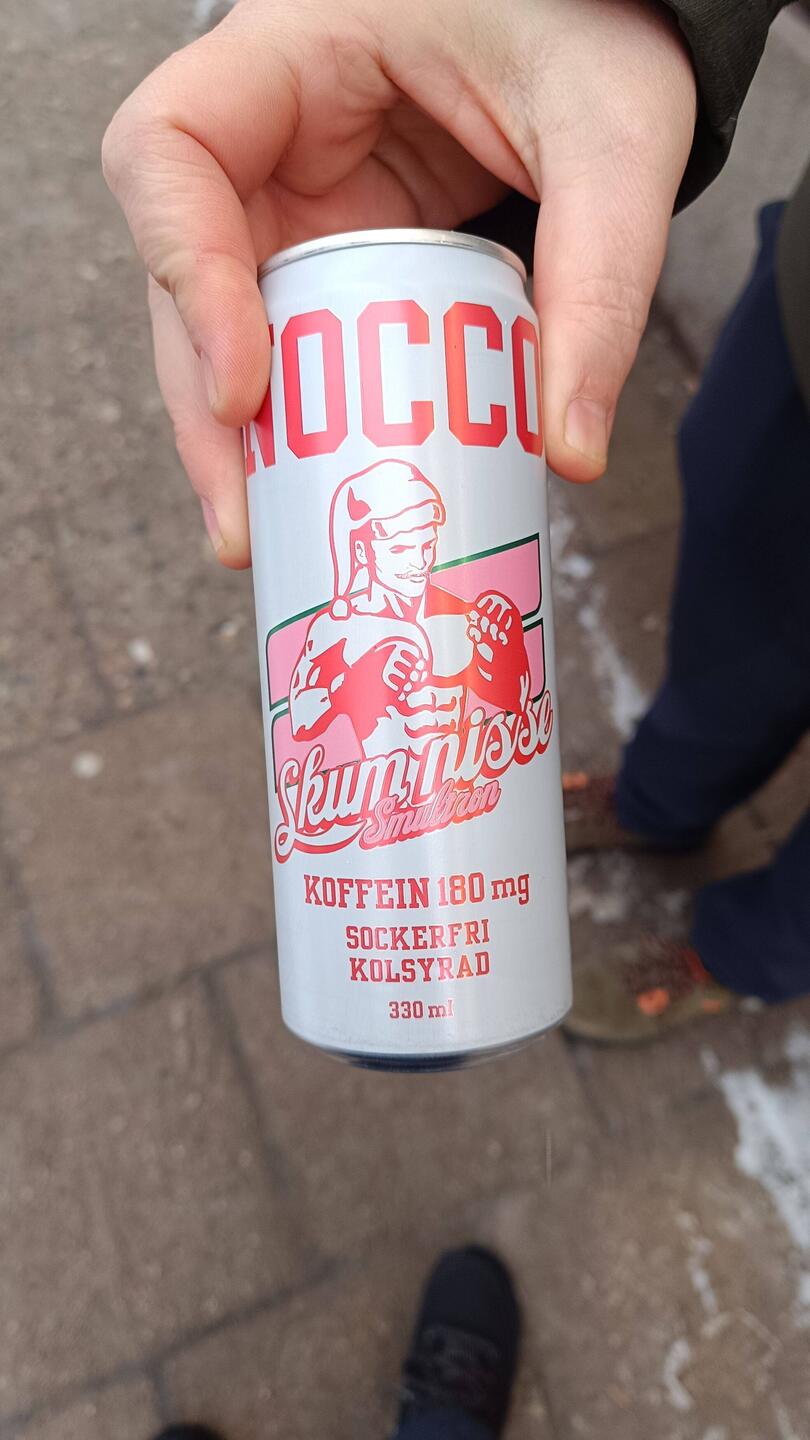 NOCCO
Skumnisse
Smultron
KOFFEIN 180 mg
SOCKERFRI
KOLSYRAD
330 ml